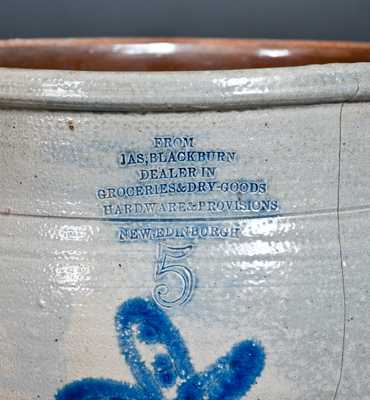 FROM
JAS,BLACKBURN
DEALER IN
GROCERIES&DRY-GOODS
HARDWARE&PROVISIONS
NEW,EDINBURGH
5